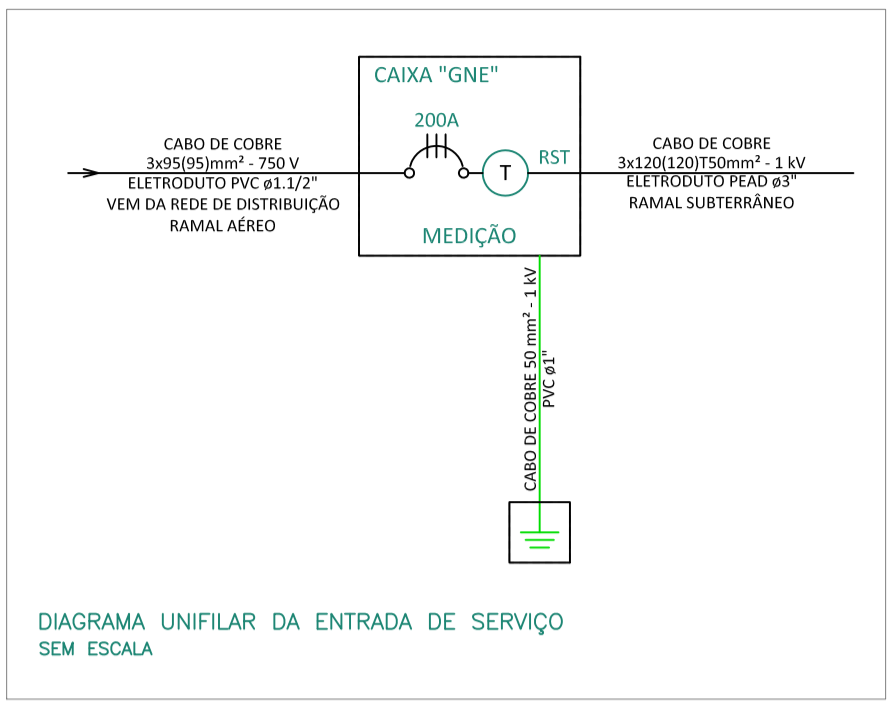 CAIXA "GNE"
200A
CABO DE COBRE
3x95(95)mm² - 750 V
ELETRODUTO PVC ø1.1/2"
VEM DA REDE DE DISTRIBUIÇÃO
RAMAL AÉREO
T
RST
CABO DE COBRE
3x120(120)T50mm² - 1 kV
ELETRODUTO PEAD ø3"
RAMAL SUBTERRÂNEO
MEDIÇÃO
CABO DE COBRE 50 mm² - 1 kV
PVC ø1"
DIAGRAMA UNIFILAR DA ENTRADA DE SERVIÇO
SEM ESCALA